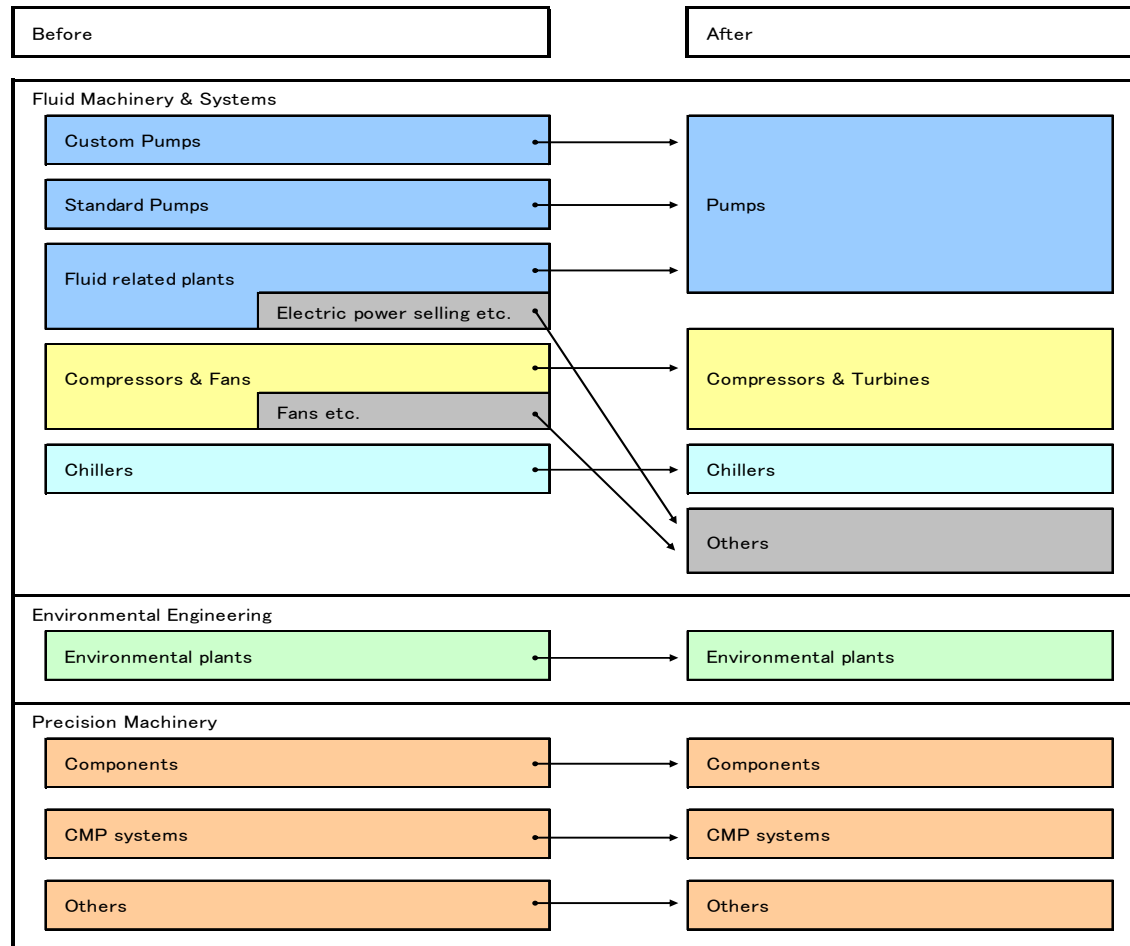 Before
After
Fluid Machinery & Systems
Custom Pumps
Standard Pumps
Pumps
Fluid related plants
Electric power selling etc.
Compressors & Fans
Compressors & Turbines
Fans etc.
Chillers
Chillers
Others
Environmental Engineering
Environmental plants
Environmental plants
Precision Machinery
Components
Components
CMP systems
CMP systems
Others
Others